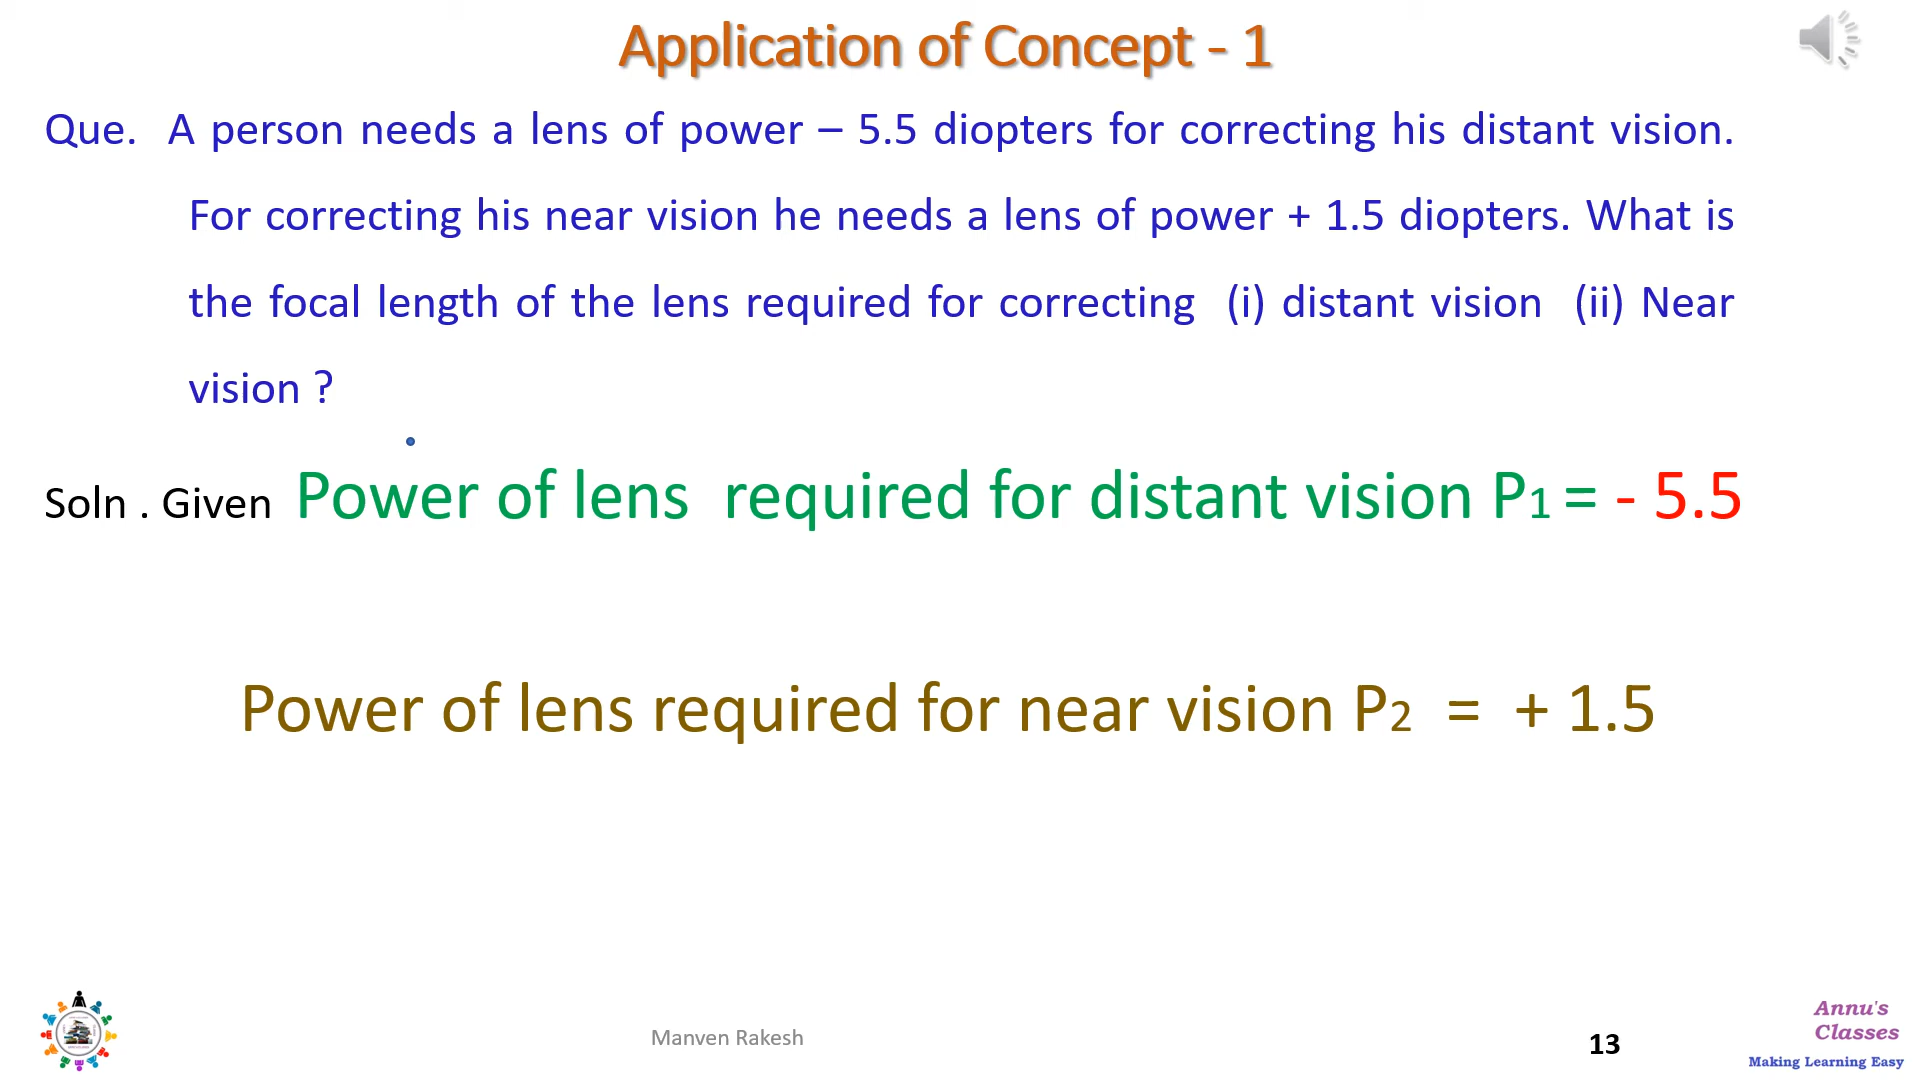 Application of Concept - 1
Que. A person needs a lens of power – 5.5 diopters for correcting his distant vision.
For correcting his near vision he needs a lens of power + 1.5 diopters. What is
the focal length of the lens required for correcting (i) distant vision (ii) Near
vision ?
Soln . Given Power of lens required for distant vision P1 = - 5.5
Power of lens required for near vision P2 = + 1.5
Manven Rakesh
13
Annu's
Classes
Making Learning Easy